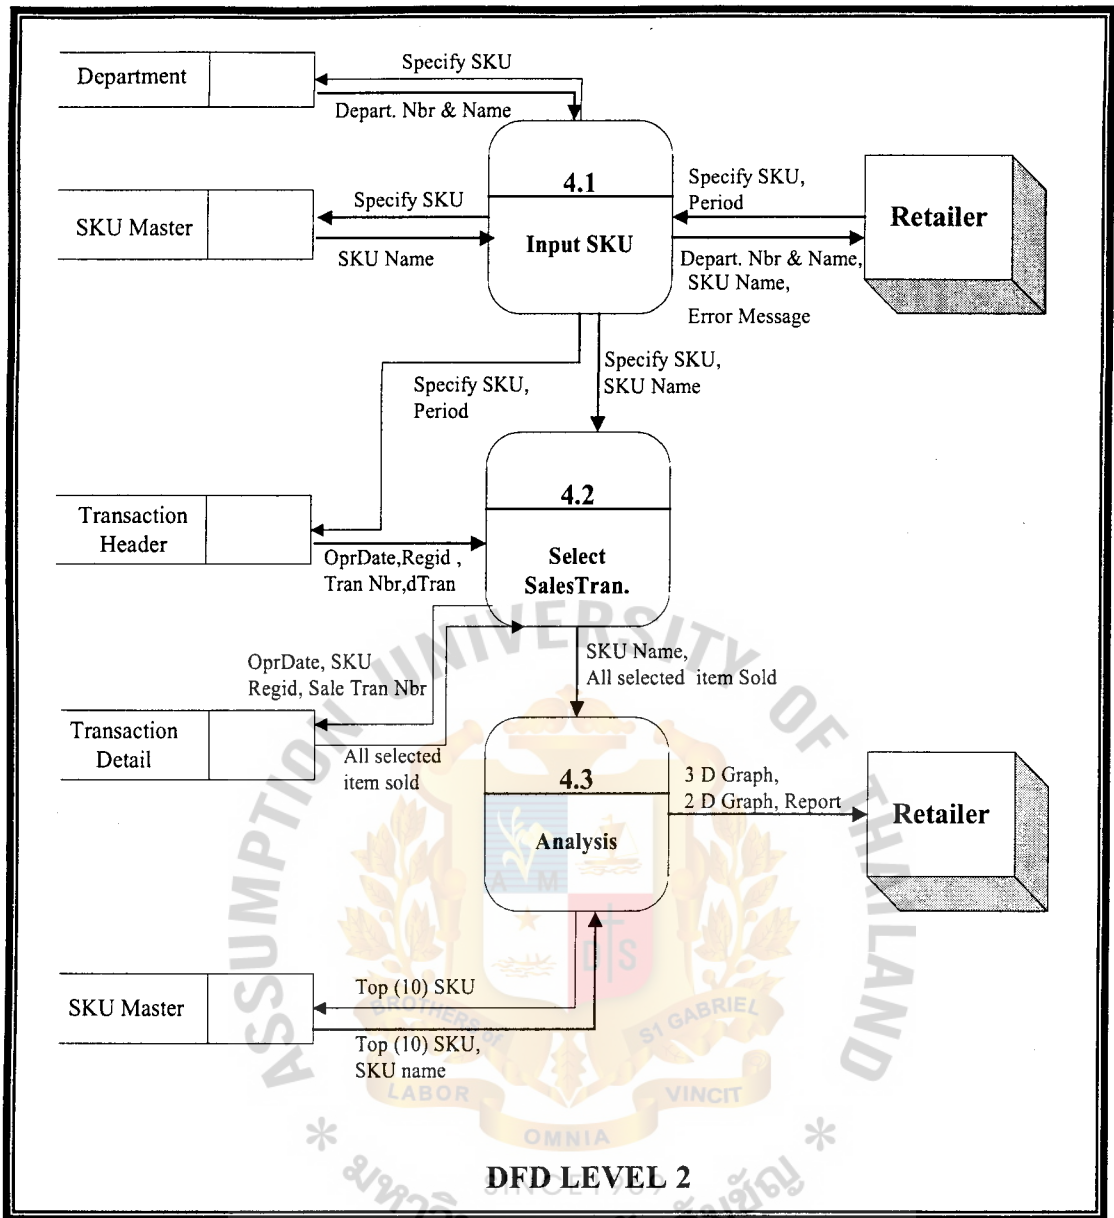 Specify SKU
Department
Depart. Nbr & Name
4.1
Input SKU
Specify SKU
SKU Master
SKU Name
Specify SKU,
Period
Retailer
Depart. Nbr & Name,
SKU Name,
Error Message
Specify SKU,
SKU Name
Specify SKU,
Period
4.2
Select
SalesTran.
Transaction
Header
OprDate,Regid ,
Tran Nbr,dTran
OprDate, SKU
Regid, Sale Tran Nbr
SKU Name,
All selected item Sold
Transaction
Detail
All selected
item sold
4.3
Analysis
3 D Graph,
2 D Graph, Report
Retailer
SKU Master
Top (10) SKU
Top (10) SKU,
SKU name
DFD LEVEL 2
ASSUMPTION UNIVERSITY OF THAILAND
A M
D S
BROTHERS of
ST GABRIEL
LABOR
OMNIA
VINCIT